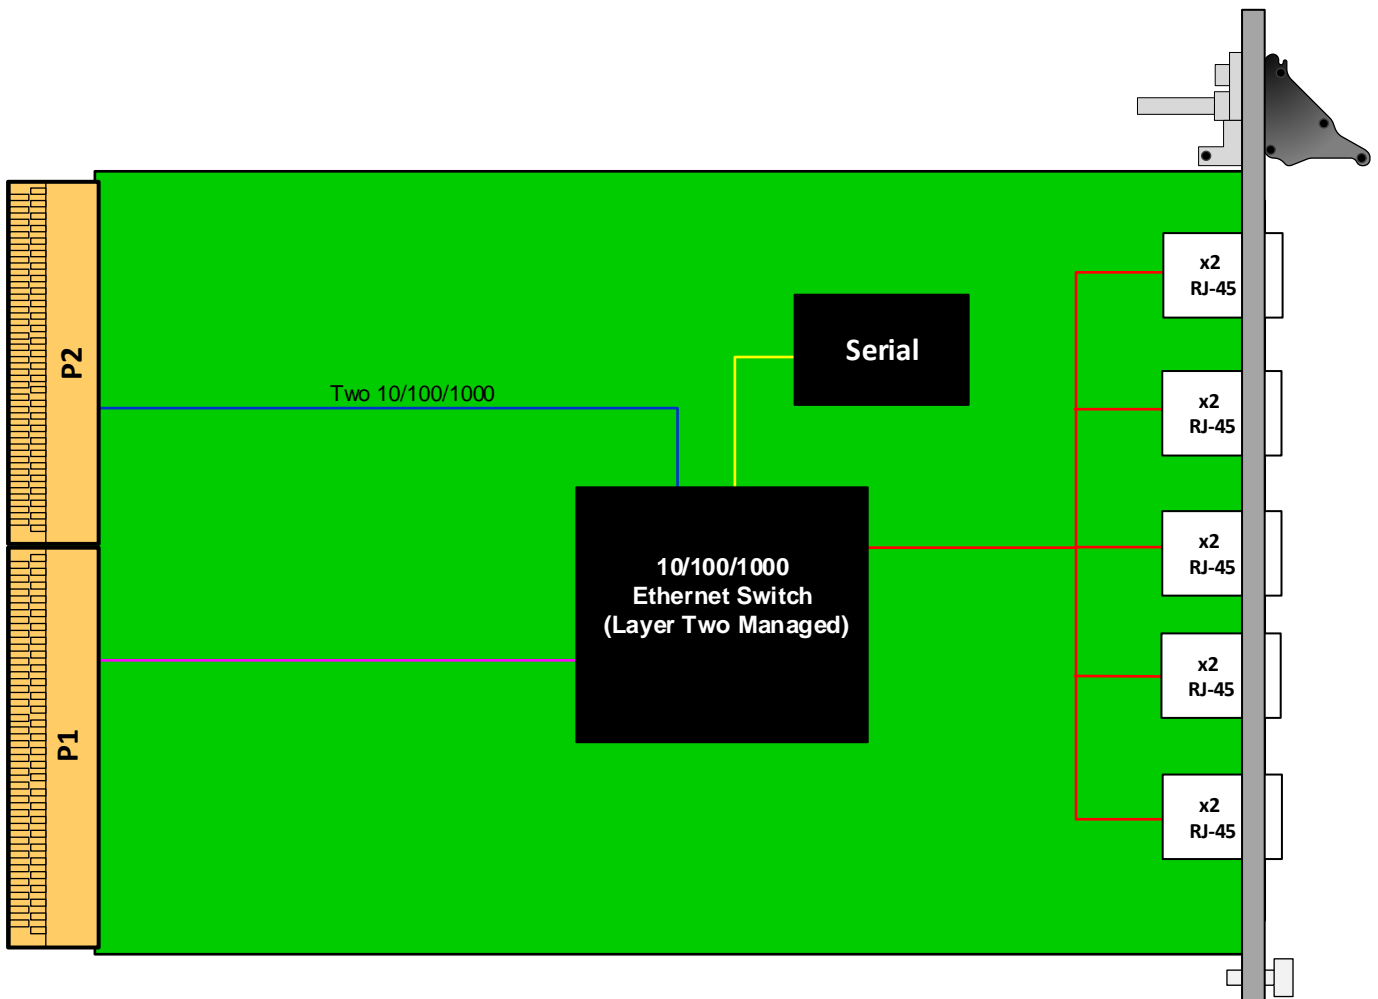 x2
RJ-45
Serial
P2
Two 10/100/1000
x2
RJ-45
10/100/1000
Ethernet Switch
(Layer Two Managed)
x2
RJ-45
x2
RJ-45
P1
x2
RJ-45